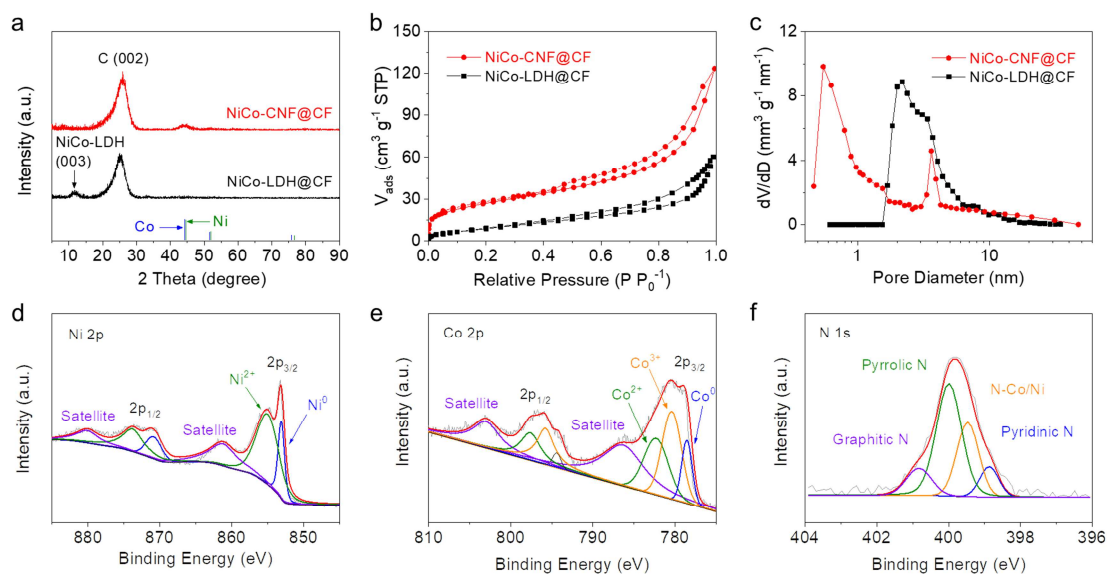 a
Intensity (a.u.)
C (002)
NiCo-CNF@CF
NiCo-LDH
(003)
NiCo-LDH@CF
Co
Ni
5 10 20 30 40 50 60 70 80 90
2 Theta (degree)
b
V_ads (cm³ g⁻¹ STP)
150
120
90
60
30
0
NiCo-CNF@CF
NiCo-LDH@CF
0.0 0.2 0.4 0.6 0.8 1.0
Relative Pressure (P P₀⁻¹)
c
dV/dD (mm³ g⁻¹ nm⁻¹)
12
8
4
0
NiCo-CNF@CF
NiCo-LDH@CF
1 10
Pore Diameter (nm)
d
Intensity (a.u.)
Ni 2p
2p₃/₂
Ni²⁺
Ni⁰
2p₁/₂
Satellite
Satellite
880 870 860 850
Binding Energy (eV)
e
Intensity (a.u.)
Co 2p
2p₃/₂
Co³⁺
Co²⁺
Co⁰
2p₁/₂
Satellite
Satellite
810 800 790 780
Binding Energy (eV)
f
Intensity (a.u.)
N 1s
Pyrrolic N
N-Co/Ni
Graphitic N
Pyridinic N
404 402 400 398 396
Binding Energy (eV)